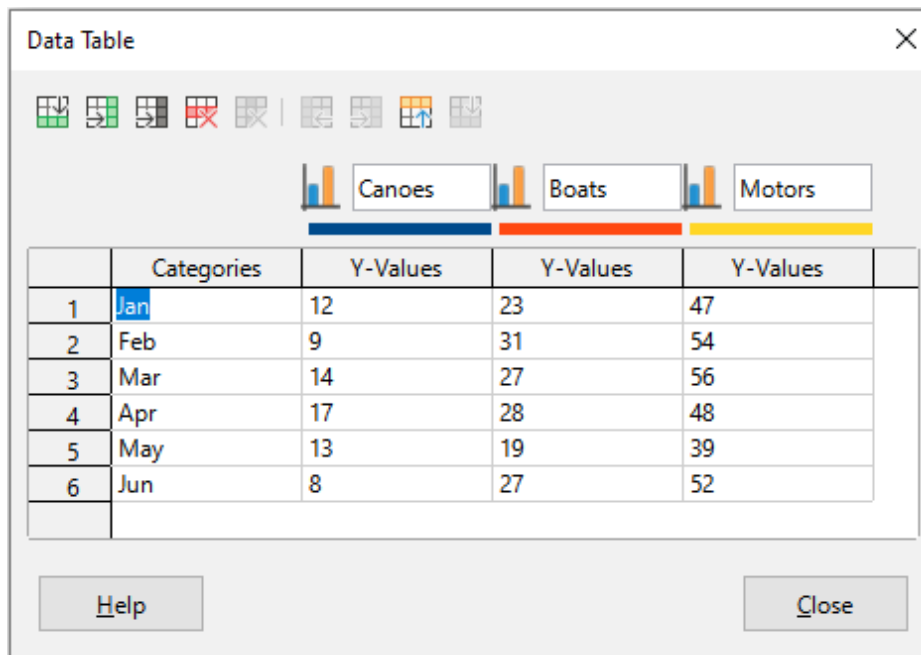 Data Table
Canoes Boats Motors
Categories Y-Values Y-Values Y-Values
1 Jan 12 23 47
2 Feb 9 31 54
3 Mar 14 27 56
4 Apr 17 28 48
5 May 13 19 39
6 Jun 8 27 52
Help Close